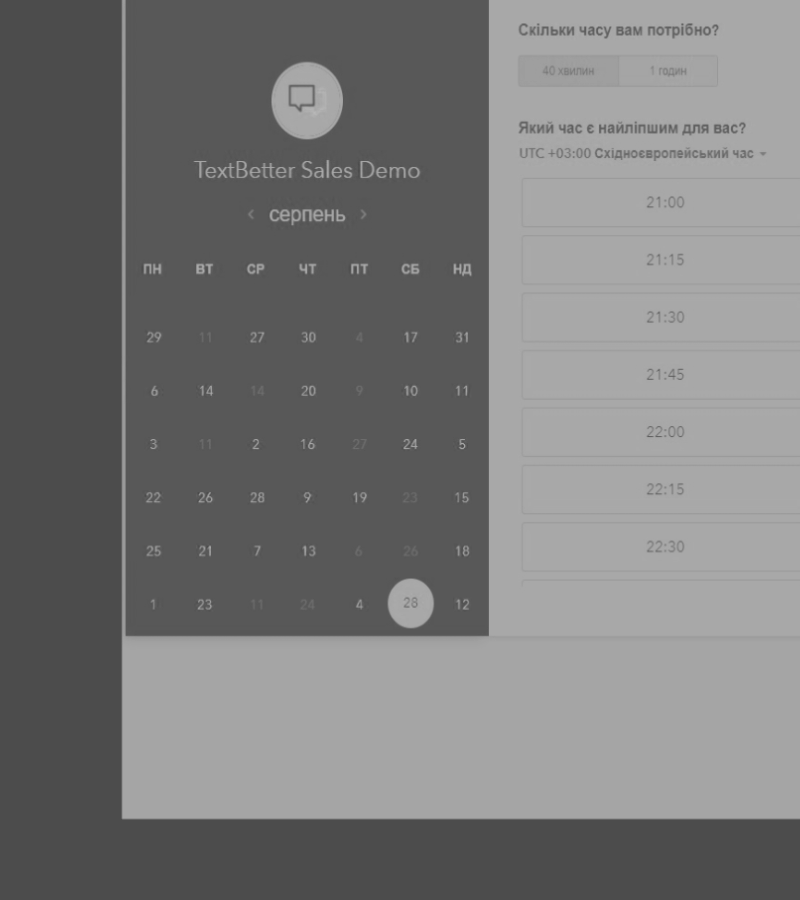 TextBetter Sales Demo
‹ серпень ›
ПН ВТ СР ЧТ ПТ СБ НД
29 11 27 30 4 17 31
6 14 14 20 9 10 11
3 11 2 16 27 24 5
22 26 28 9 19 23 15
25 21 7 13 6 26 18
1 23 11 24 4 28 12
Скільки часу вам потрібно?
40 хвилин 1 годин
Який час є найліпшим для вас?
UTC +03:00 Східноєвропейський час
21:00
21:15
21:30
21:45
22:00
22:15
22:30